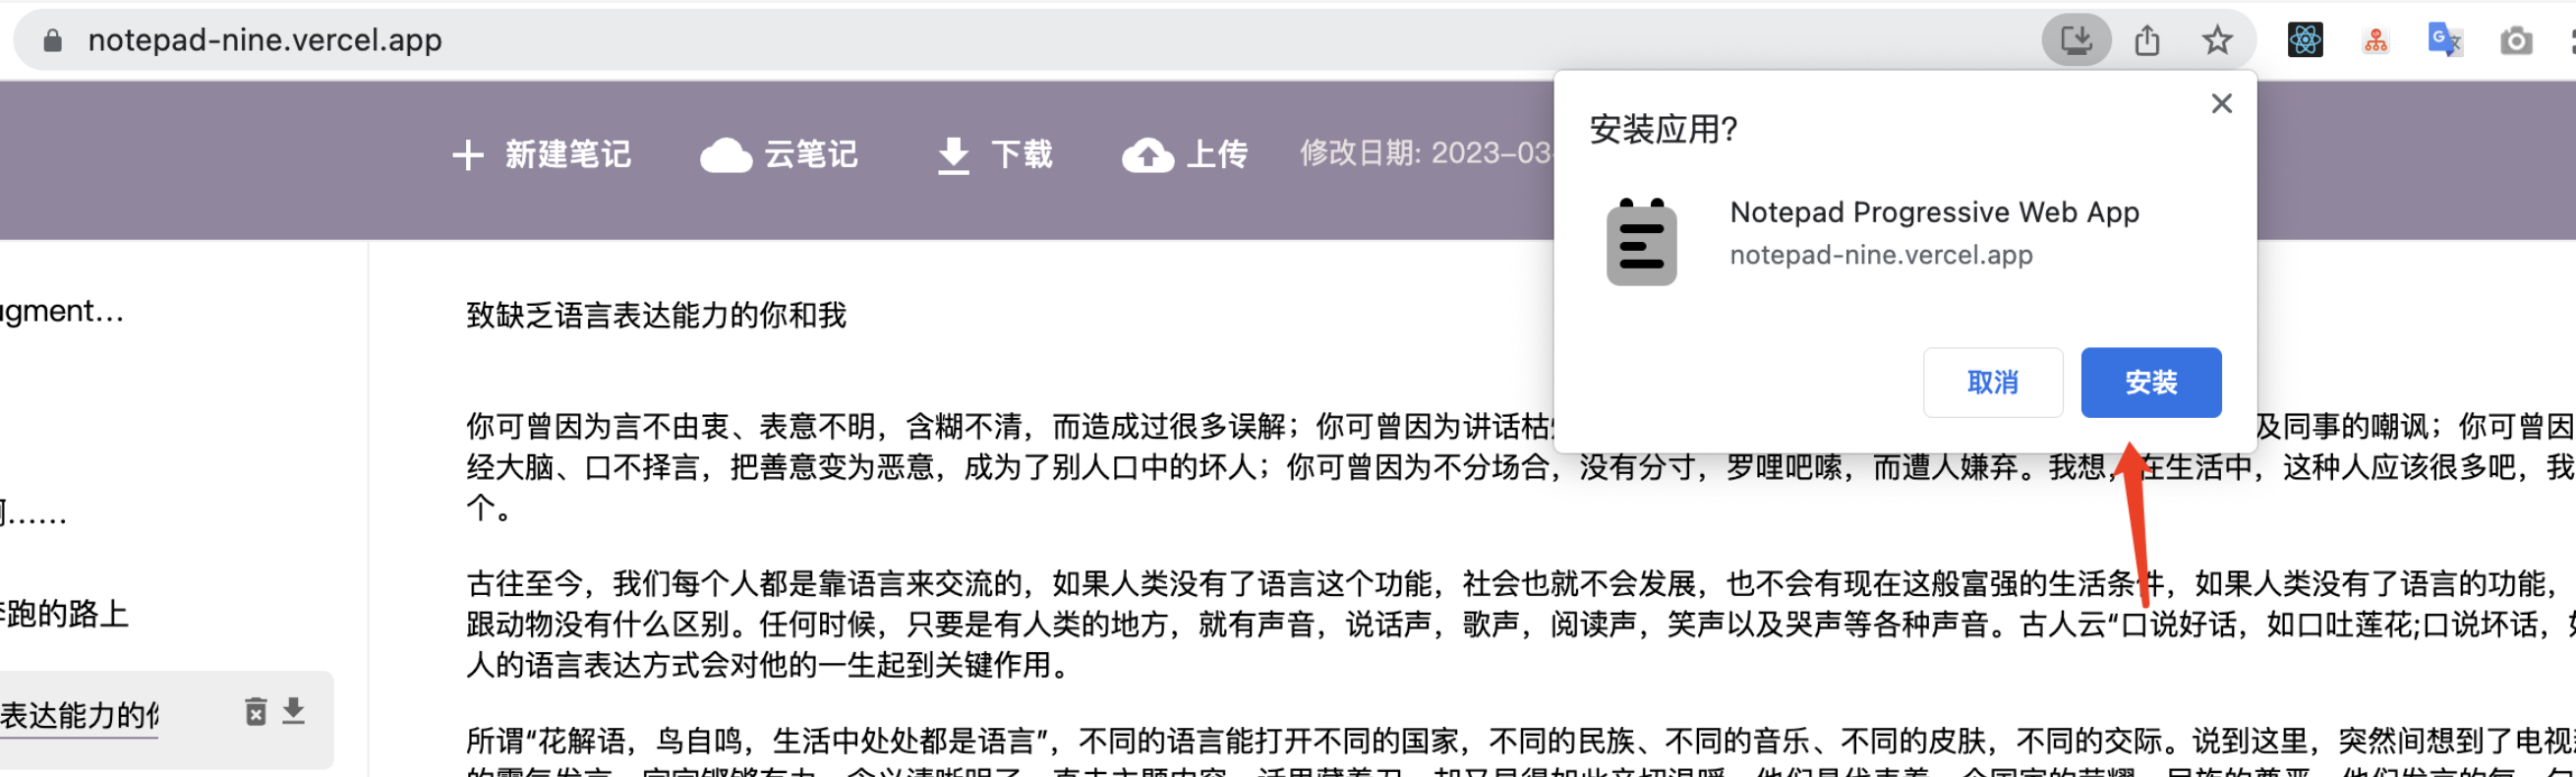 notepad-nine.vercel.app
新建笔记 云笔记 下载 上传 修改日期: 2023-03
安装应用?
Notepad Progressive Web App
notepad-nine.vercel.app
取消 安装
gment...
......
跑的路上
表达能力的
致缺乏语言表达能力的你和我
你可曾因为言不由衷、表意不明，含糊不清，而造成过很多误解；你可曾因为讲话枯 及同事的嘲讽；你可曾因
经大脑、口不择言，把善意变为恶意，成为了别人口中的坏人；你可曾因为不分场合，没有分寸，罗哩吧嗦，而遭人嫌弃。我想，在生活中，这种人应该很多吧，我
个。
古往至今，我们每个人都是靠语言来交流的，如果人类没有了语言这个功能，社会也就不会发展，也不会有现在这般富强的生活条件，如果人类没有了语言的功能，
跟动物没有什么区别。任何时候，只要是有人类的地方，就有声音，说话声，歌声，阅读声，笑声以及哭声等各种声音。古人云“口说好话，如口吐莲花;口说坏话，
人的语言表达方式会对他的一生起到关键作用。
所谓“花解语，鸟自鸣，生活中处处都是语言”，不同的语言能打开不同的国家，不同的民族、不同的音乐、不同的皮肤，不同的交际。说到这里，突然间想到了电视